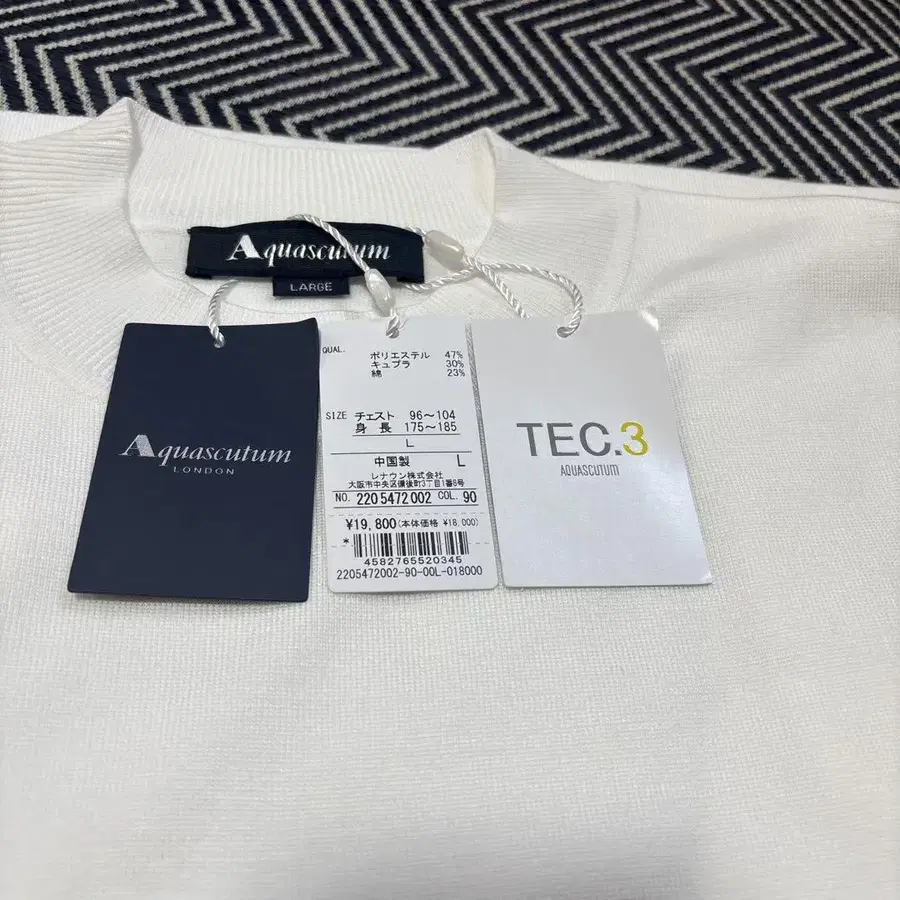 Aquascutum
LARGE
Aquascutum
LONDON
QUAL.
ポリエステル 47%
キュプラ 30%
綿 23%
SIZE チェスト 96～104
身長 175～185
L
中国製 L
レナウン株式会社
大阪市中央区備後町3丁目1番8号
NO. 220 5472 002 COL. 90
¥19,800(本体価格 ¥18,000)
*
4582765520345
2205472002-90-00L-018000
TEC.3
AQUASCUTUM